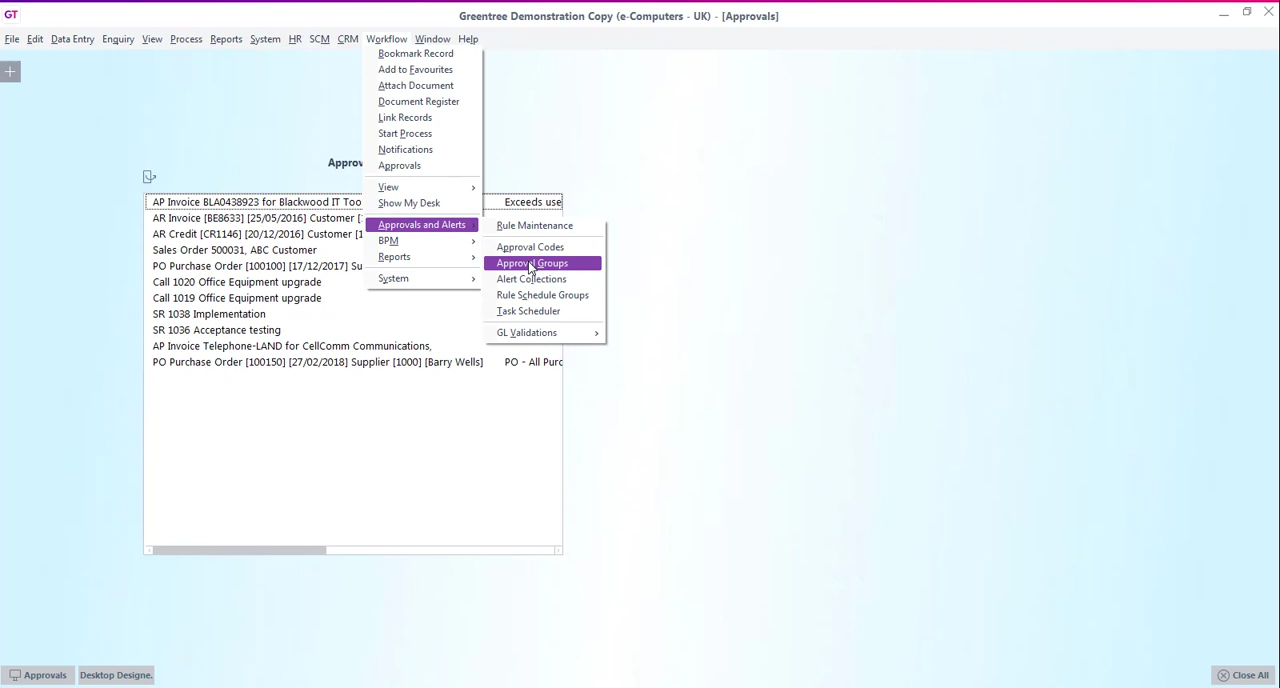 GT
Greentree Demonstration Copy (e-Computers - UK) - [Approvals]
File Edit Data Entry Enquiry View Process Reports System HR SCM CRM Workflow Window Help
Bookmark Record
Add to Favourites
Attach Document
Document Register
Link Records
Start Process
Notifications
Approvals
View
Show My Desk
Approvals and Alerts
BPM
Reports
System
Rule Maintenance
Approval Codes
Approval Groups
Alert Collections
Rule Schedule Groups
Task Scheduler
GL Validations
AP Invoice BLA0438923 for Blackwood IT Too Exceeds use
AR Invoice [BE8633] [25/05/2016] Customer [
AR Credit [CR1146] [20/12/2016] Customer [1
Sales Order 500031, ABC Customer
PO Purchase Order [100100] [17/12/2017] Su
Call 1020 Office Equipment upgrade
Call 1019 Office Equipment upgrade
SR 1038 Implementation
SR 1036 Acceptance testing
AP Invoice Telephone-LAND for CellComm Communications,
PO Purchase Order [100150] [27/02/2018] Supplier [1000] [Barry Wells] PO - All Purc
Approvals Desktop Designe. Close All